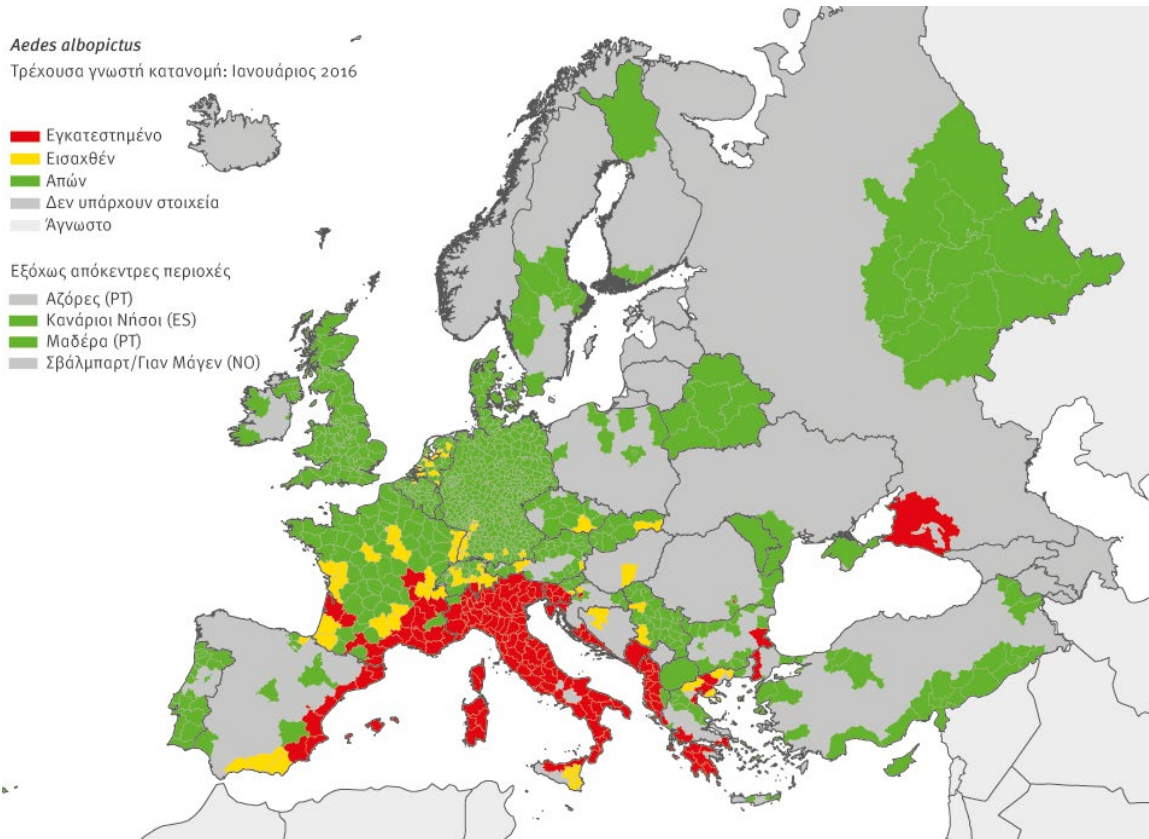 Aedes albopictus
Τρέχουσα γνωστή κατανομή: Ιανουάριος 2016
Εγκατεστημένο
Εισαχθέν
Απών
Δεν υπάρχουν στοιχεία
Άγνωστο
Εξόχως απόκεντρες περιοχές
Αζόρες (PT)
Κανάριοι Νήσοι (ES)
Μαδέρα (PT)
Σβάλμπαρτ/Γιαν Μάγεν (NO)